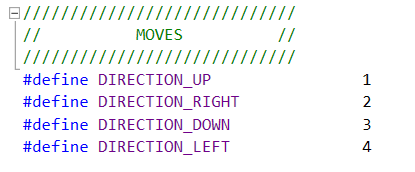 /////////////////////////////
//          MOVES          //
/////////////////////////////
#define DIRECTION_UP                1
#define DIRECTION_RIGHT             2
#define DIRECTION_DOWN              3
#define DIRECTION_LEFT              4